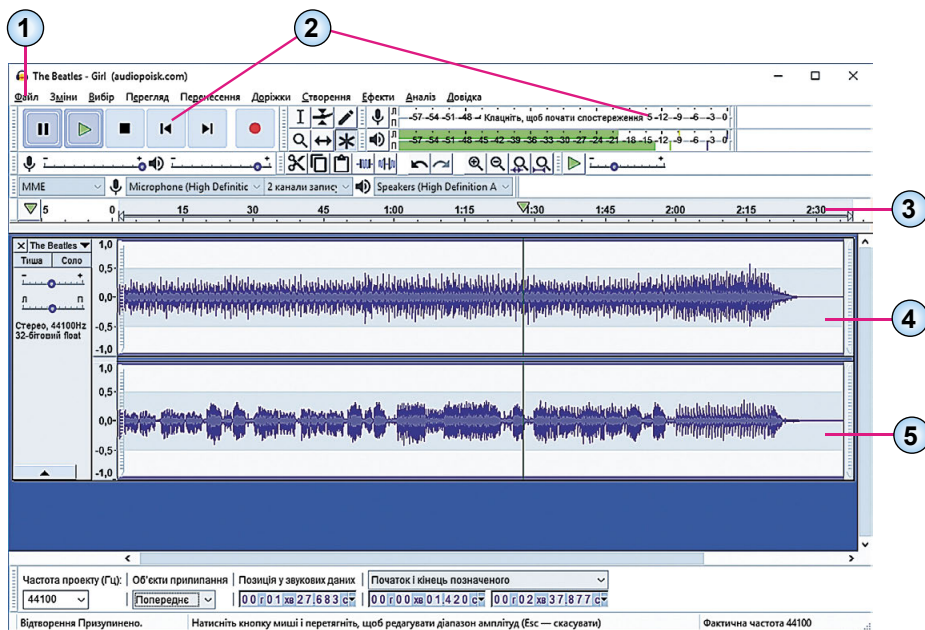 1 2
The Beatles - Girl (audiopoisk.com)
Файл Зміни Вибір Перегляд Перенесення Доріжки Створення Ефекти Аналіз Довідка
Л П -57 -54 -51 -48 Клацніть, щоб почати спостереження 5 -12 -9 -6 -3 0
Л П -57 -54 -51 -48 -45 -42 -39 -36 -33 -30 -27 -24 -21 -18 -15 -12 -9 -6 -3 0
MME Microphone (High Definitic 2 канали запису Speakers (High Definition A
5 0 15 30 45 1:00 1:15 1:30 1:45 2:00 2:15 2:30 3
The Beatles 1,0
Тиша Соло
0,5
- +
Л П 0,0
4
Стерео, 44100Hz
32-бітовий float
-0,5
-1,0
1,0
0,5
0,0
5
-0,5
-1,0
Частота проекту (Гц): Об'єкти прилипання Позиція у звукових даних Початок і кінець позначеного
44100 Попереднє 00 г 01 хв 27,683 с 00 г 00 хв 01,420 с 00 г 02 хв 37,877 с
Відтворення Призупинено. Натисніть кнопку миші і перетягніть, щоб редагувати діапазон амплітуд (Esc — скасувати) Фактична частота 44100